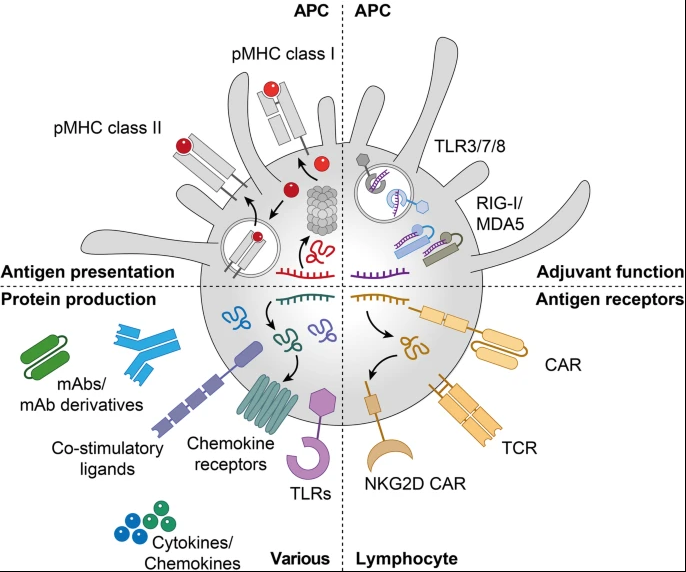 APC
APC
pMHC class I
pMHC class II
TLR3/7/8
RIG-I/
MDA5
Antigen presentation
Adjuvant function
Protein production
Antigen receptors
mAbs/
mAb derivatives
CAR
Co-stimulatory
ligands
Chemokine
receptors
TCR
TLRs
NKG2D CAR
Cytokines/
Chemokines
Various
Lymphocyte